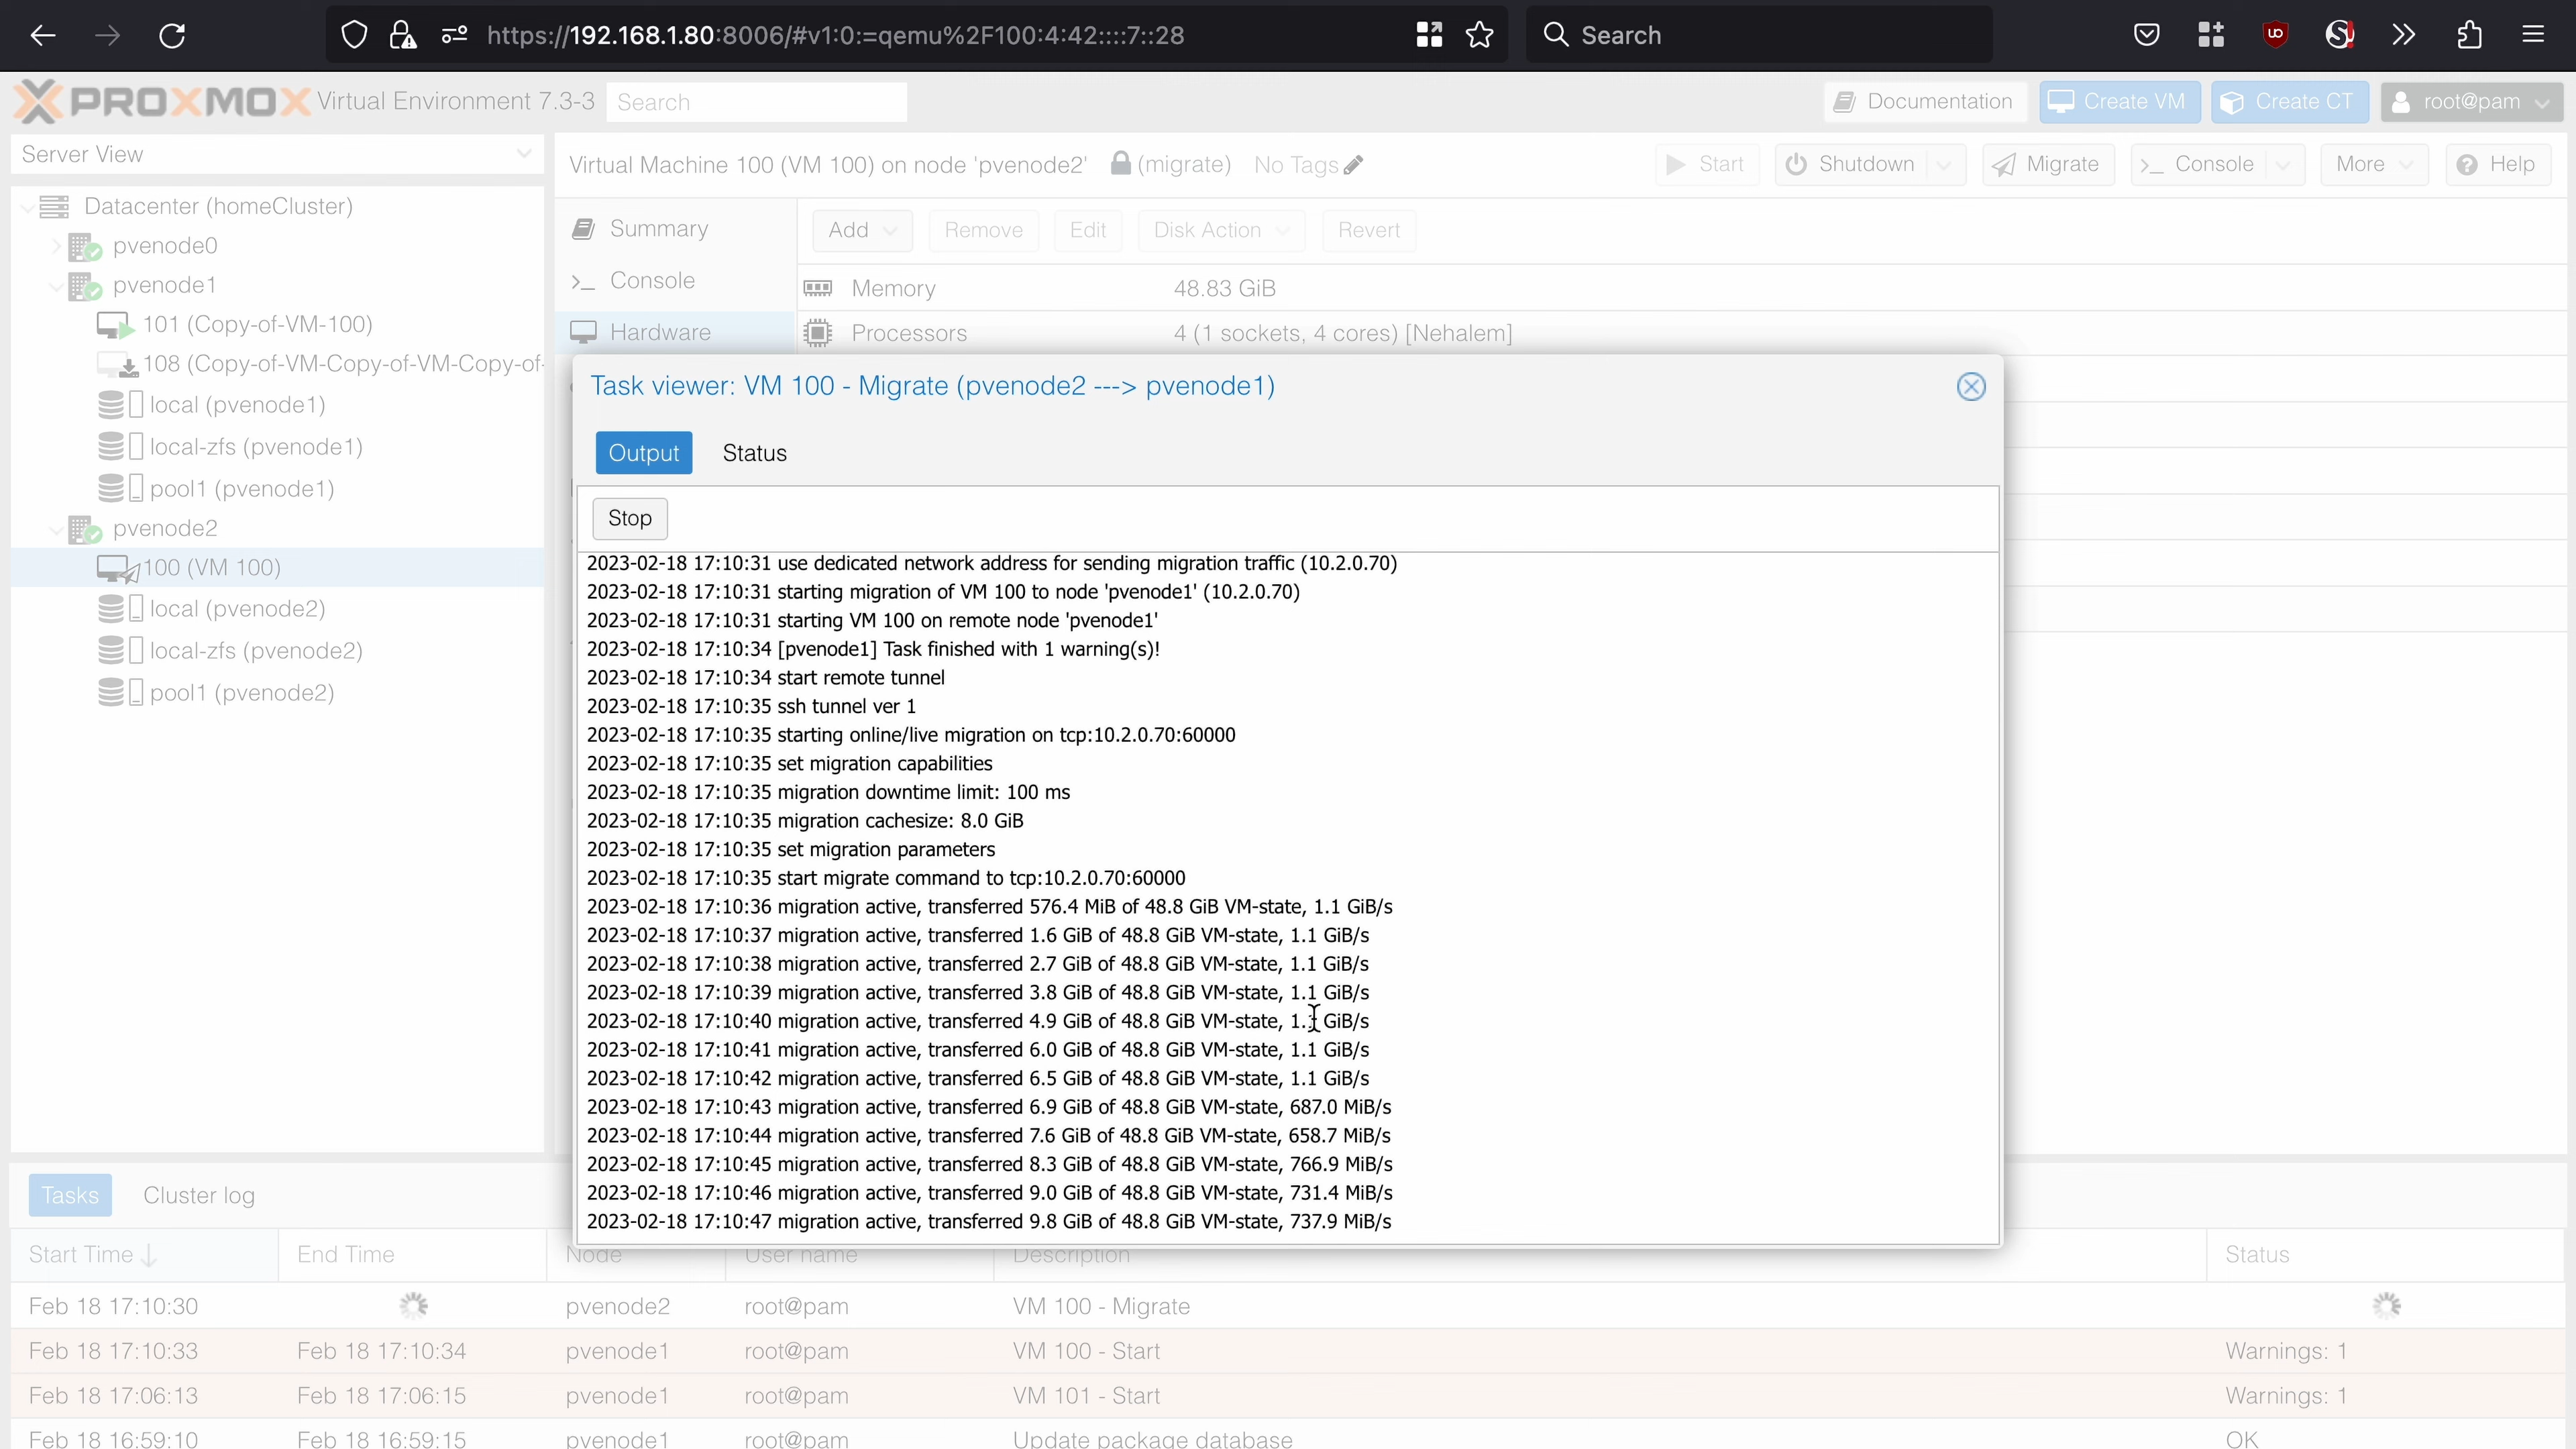 https://192.168.1.80:8006/#v1:0:=qemu%2F100:4:42::::7::28
Search
PROXMOX Virtual Environment 7.3-3
Search
Documentation
Create VM
Create CT
root@pam
Server View
Virtual Machine 100 (VM 100) on node 'pvenode2'
(migrate)
No Tags
Start
Shutdown
Migrate
Console
More
Help
Datacenter (homeCluster)
pvenode0
pvenode1
101 (Copy-of-VM-100)
108 (Copy-of-VM-Copy-of-VM-Copy-of-
local (pvenode1)
local-zfs (pvenode1)
pool1 (pvenode1)
pvenode2
100 (VM 100)
local (pvenode2)
local-zfs (pvenode2)
pool1 (pvenode2)
Summary
Console
Hardware
Add
Remove
Edit
Disk Action
Revert
Memory 48.83 GiB
Processors 4 (1 sockets, 4 cores) [Nehalem]
Task viewer: VM 100 - Migrate (pvenode2 ---> pvenode1)
Output
Status
Stop
2023-02-18 17:10:31 use dedicated network address for sending migration traffic (10.2.0.70)
2023-02-18 17:10:31 starting migration of VM 100 to node 'pvenode1' (10.2.0.70)
2023-02-18 17:10:31 starting VM 100 on remote node 'pvenode1'
2023-02-18 17:10:34 [pvenode1] Task finished with 1 warning(s)!
2023-02-18 17:10:34 start remote tunnel
2023-02-18 17:10:35 ssh tunnel ver 1
2023-02-18 17:10:35 starting online/live migration on tcp:10.2.0.70:60000
2023-02-18 17:10:35 set migration capabilities
2023-02-18 17:10:35 migration downtime limit: 100 ms
2023-02-18 17:10:35 migration cachesize: 8.0 GiB
2023-02-18 17:10:35 set migration parameters
2023-02-18 17:10:35 start migrate command to tcp:10.2.0.70:60000
2023-02-18 17:10:36 migration active, transferred 576.4 MiB of 48.8 GiB VM-state, 1.1 GiB/s
2023-02-18 17:10:37 migration active, transferred 1.6 GiB of 48.8 GiB VM-state, 1.1 GiB/s
2023-02-18 17:10:38 migration active, transferred 2.7 GiB of 48.8 GiB VM-state, 1.1 GiB/s
2023-02-18 17:10:39 migration active, transferred 3.8 GiB of 48.8 GiB VM-state, 1.1 GiB/s
2023-02-18 17:10:40 migration active, transferred 4.9 GiB of 48.8 GiB VM-state, 1.1 GiB/s
2023-02-18 17:10:41 migration active, transferred 6.0 GiB of 48.8 GiB VM-state, 1.1 GiB/s
2023-02-18 17:10:42 migration active, transferred 6.5 GiB of 48.8 GiB VM-state, 1.1 GiB/s
2023-02-18 17:10:43 migration active, transferred 6.9 GiB of 48.8 GiB VM-state, 687.0 MiB/s
2023-02-18 17:10:44 migration active, transferred 7.6 GiB of 48.8 GiB VM-state, 658.7 MiB/s
2023-02-18 17:10:45 migration active, transferred 8.3 GiB of 48.8 GiB VM-state, 766.9 MiB/s
2023-02-18 17:10:46 migration active, transferred 9.0 GiB of 48.8 GiB VM-state, 731.4 MiB/s
2023-02-18 17:10:47 migration active, transferred 9.8 GiB of 48.8 GiB VM-state, 737.9 MiB/s
Tasks
Cluster log
Start Time End Time Node User name Description Status
Feb 18 17:10:30 pvenode2 root@pam VM 100 - Migrate
Feb 18 17:10:33 Feb 18 17:10:34 pvenode1 root@pam VM 100 - Start Warnings: 1
Feb 18 17:06:13 Feb 18 17:06:15 pvenode1 root@pam VM 101 - Start Warnings: 1
Feb 18 16:59:10 Feb 18 16:59:15 pvenode1 root@pam Update package database OK